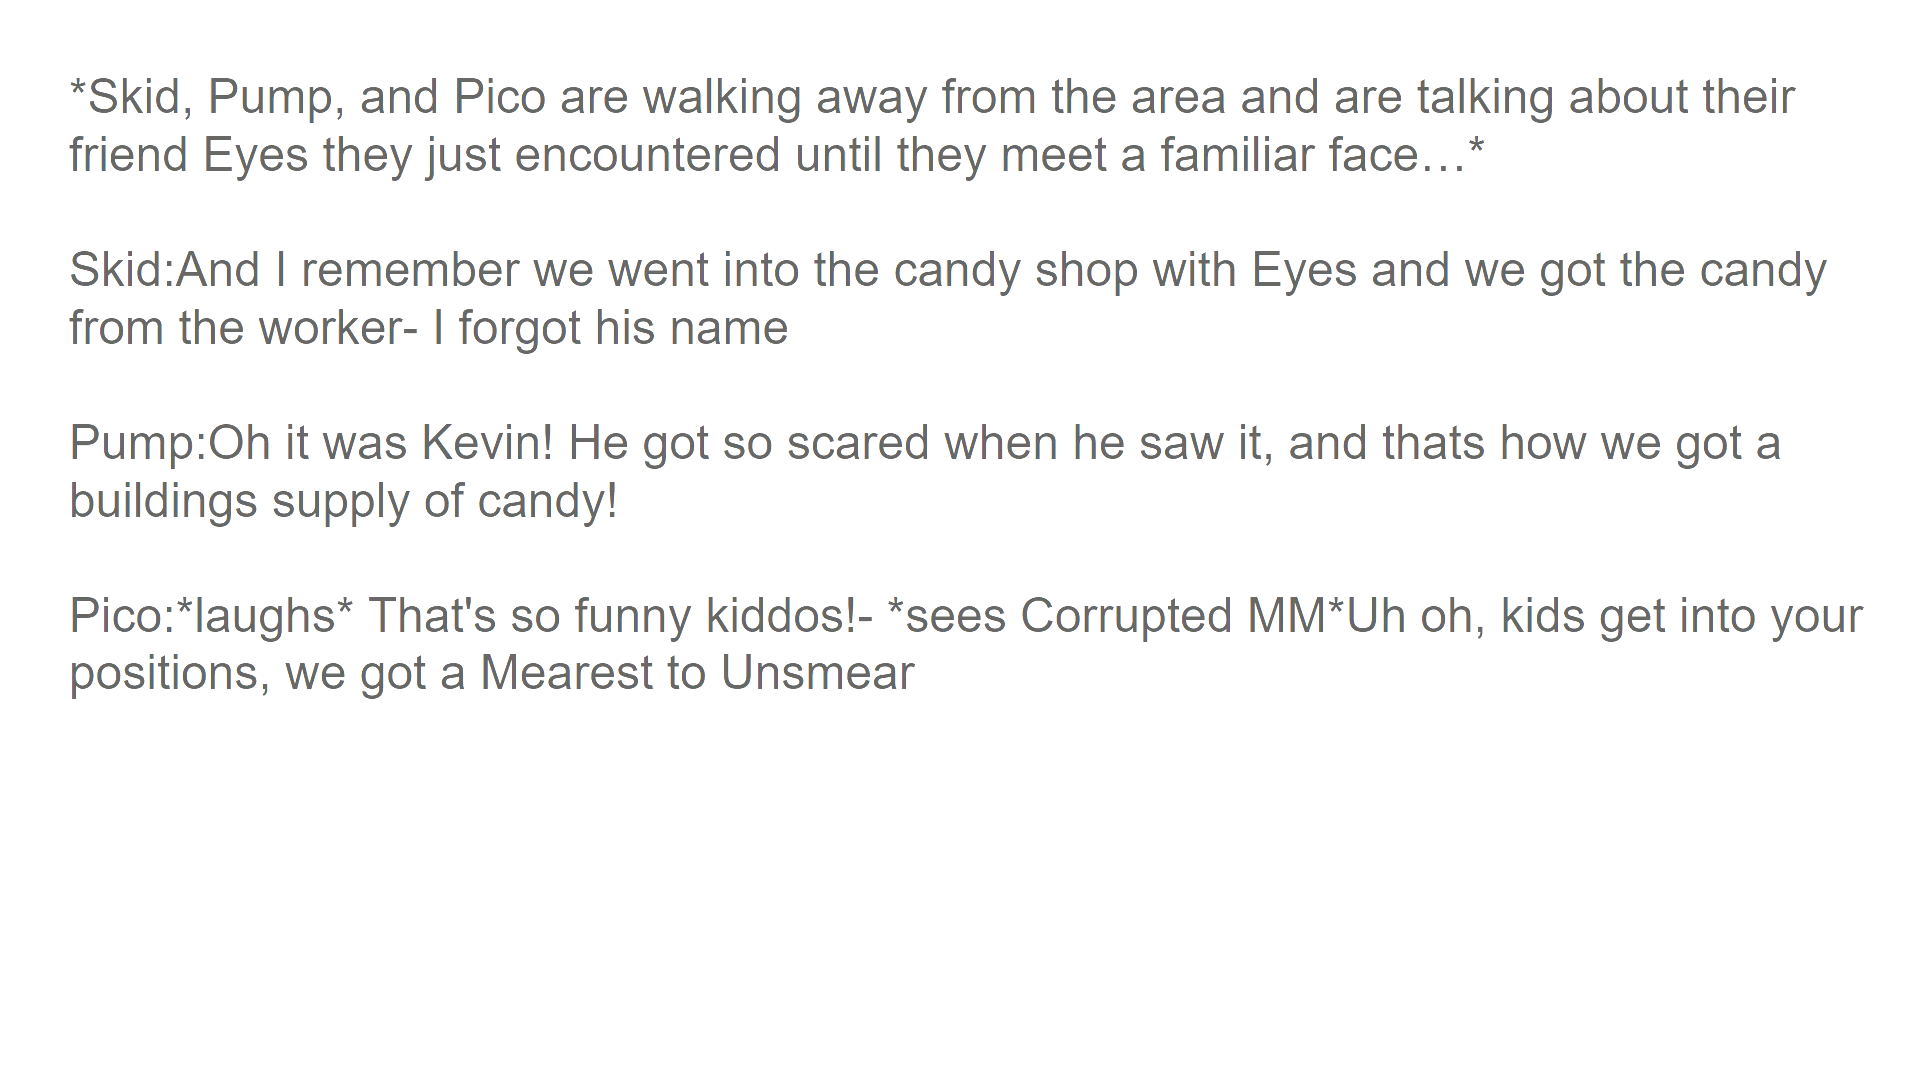 *Skid, Pump, and Pico are walking away from the area and are talking about their
friend Eyes they just encountered until they meet a familiar face…*
Skid:And I remember we went into the candy shop with Eyes and we got the candy
from the worker- I forgot his name
Pump:Oh it was Kevin! He got so scared when he saw it, and thats how we got a
buildings supply of candy!
Pico:*laughs* That's so funny kiddos!- *sees Corrupted MM*Uh oh, kids get into your
positions, we got a Mearest to Unsmear